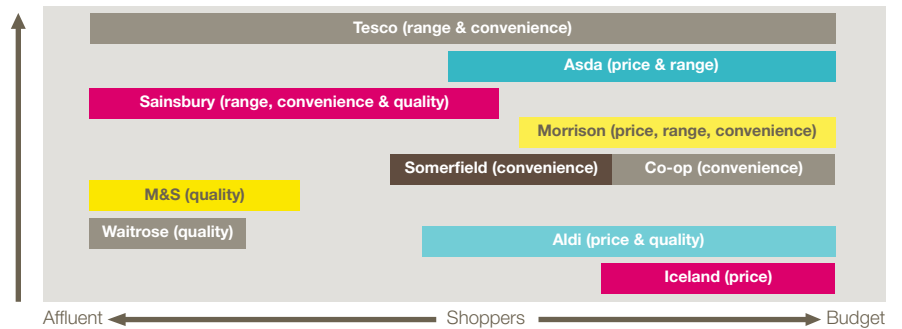 Tesco (range & convenience)
Asda (price & range)
Sainsbury (range, convenience & quality)
Morrison (price, range, convenience)
Somerfield (convenience)
Co-op (convenience)
M&S (quality)
Waitrose (quality)
Aldi (price & quality)
Iceland (price)
Affluent
Shoppers
Budget